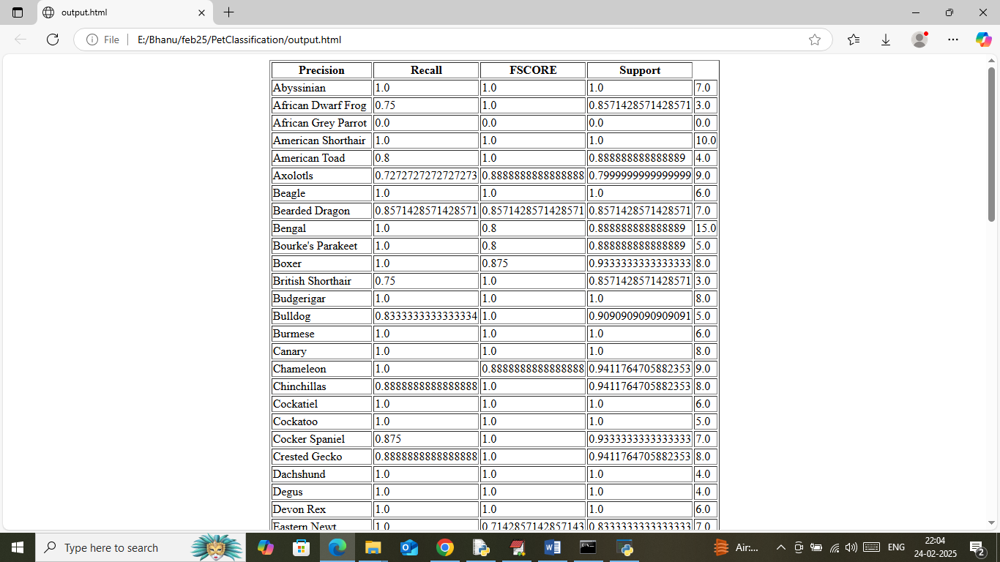 output.html
File E:/Bhanu/feb25/PetClassification/output.html
Precision Recall FSCORE Support
Abyssinian 1.0 1.0 1.0 7.0
African Dwarf Frog 0.75 1.0 0.8571428571428571 3.0
African Grey Parrot 0.0 0.0 0.0 0.0
American Shorthair 1.0 1.0 1.0 10.0
American Toad 0.8 1.0 0.888888888888889 4.0
Axolotls 0.7272727272727273 0.8888888888888888 0.7999999999999999 9.0
Beagle 1.0 1.0 1.0 6.0
Bearded Dragon 0.8571428571428571 0.8571428571428571 0.8571428571428571 7.0
Bengal 1.0 0.8 0.888888888888889 15.0
Bourke's Parakeet 1.0 0.8 0.888888888888889 5.0
Boxer 1.0 0.875 0.9333333333333333 8.0
British Shorthair 0.75 1.0 0.8571428571428571 3.0
Budgerigar 1.0 1.0 1.0 8.0
Bulldog 0.8333333333333334 1.0 0.9090909090909091 5.0
Burmese 1.0 1.0 1.0 6.0
Canary 1.0 1.0 1.0 8.0
Chameleon 1.0 0.8888888888888888 0.9411764705882353 9.0
Chinchillas 0.8888888888888888 1.0 0.9411764705882353 8.0
Cockatiel 1.0 1.0 1.0 6.0
Cockatoo 1.0 1.0 1.0 5.0
Cocker Spaniel 0.875 1.0 0.9333333333333333 7.0
Crested Gecko 0.8888888888888888 1.0 0.9411764705882353 8.0
Dachshund 1.0 1.0 1.0 4.0
Degus 1.0 1.0 1.0 4.0
Devon Rex 1.0 1.0 1.0 6.0
Eastern Newt 1.0 0.7142857142857143 0.8333333333333333 7.0
Type here to search Air... ENG 22:04
24-02-2025 2